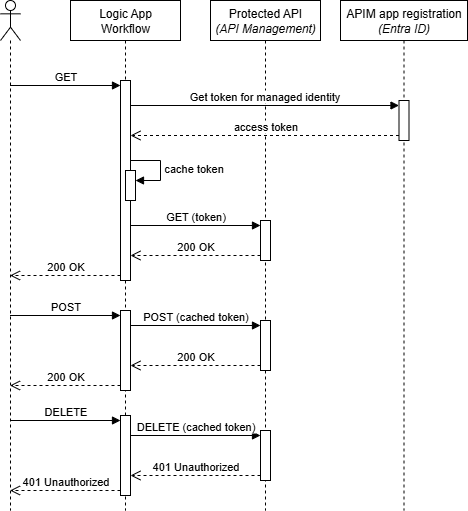 Logic App
Workflow
Protected API
(API Management)
APIM app registration
(Entra ID)
GET
Get token for managed identity
access token
cache token
GET (token)
200 OK
200 OK
POST
POST (cached token)
200 OK
200 OK
DELETE
DELETE (cached token)
401 Unauthorized
401 Unauthorized